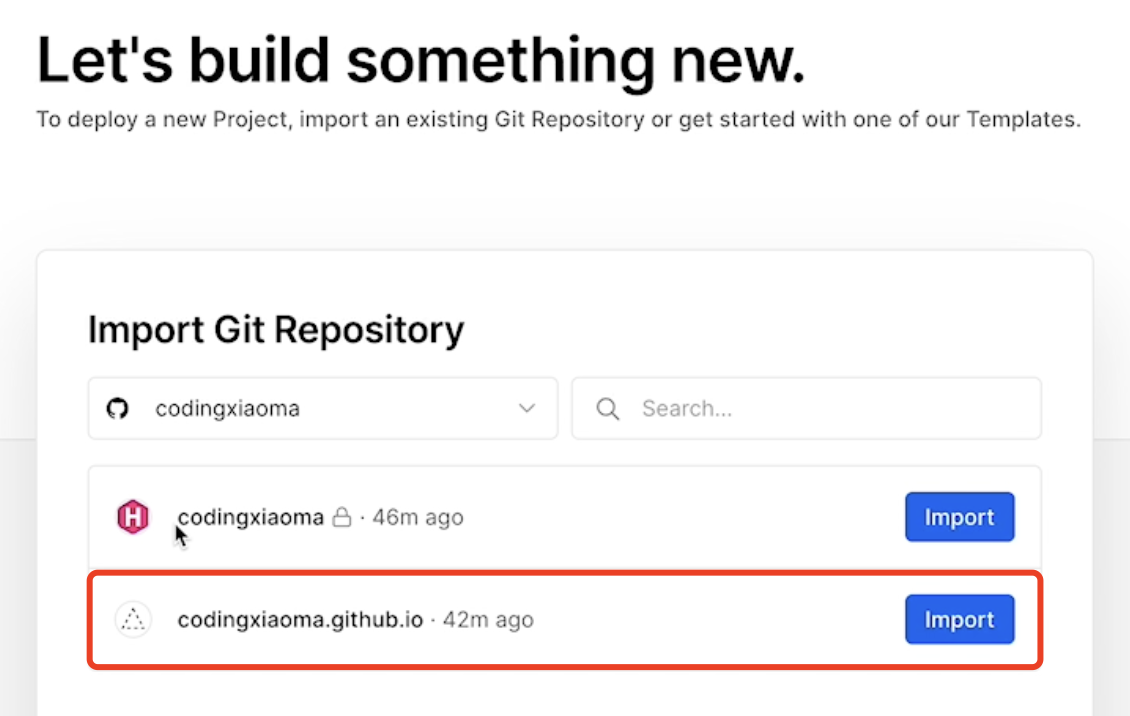 Let's build something new.
To deploy a new Project, import an existing Git Repository or get started with one of our Templates.
Import Git Repository
codingxiaoma
Search...
H codingxiaoma · 46m ago Import
codingxiaoma.github.io · 42m ago Import